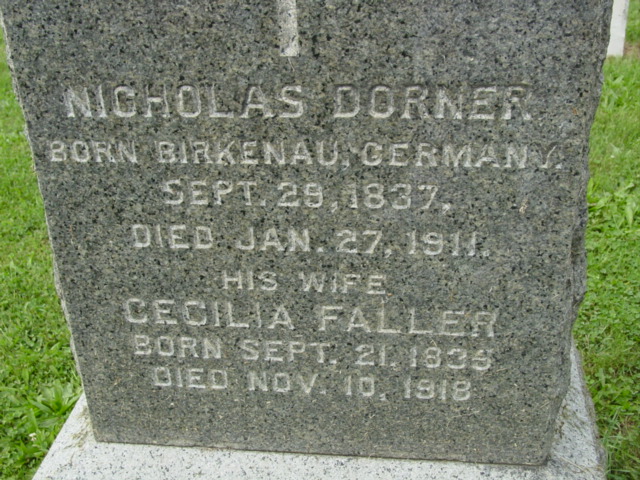 NICHOLAS DORNER
BORN BIRKENAU, GERMANY.
SEPT. 29, 1837.
DIED JAN. 27, 1911.
HIS WIFE
CECILIA FALLER
BORN SEPT. 21, 1839
DIED NOV. 10, 1918